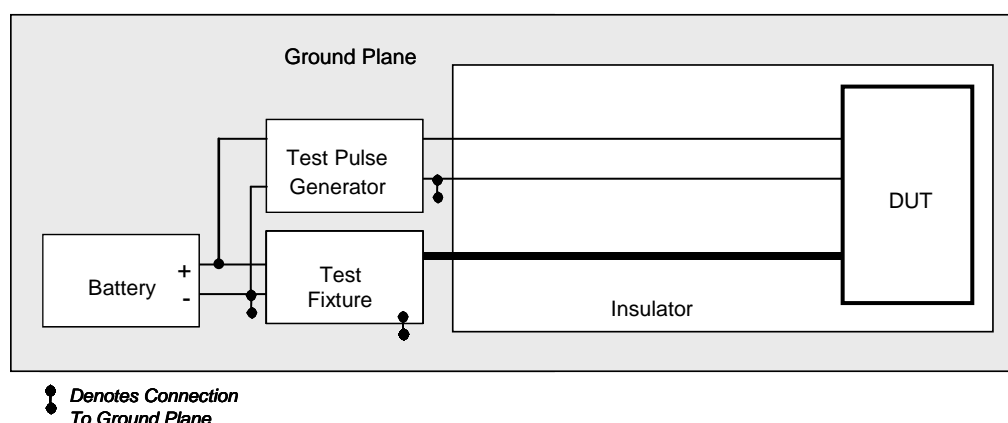 Ground Plane
Test Pulse
Generator
DUT
Battery
+
-
Test
Fixture
Insulator
Denotes Connection
To Ground Plane